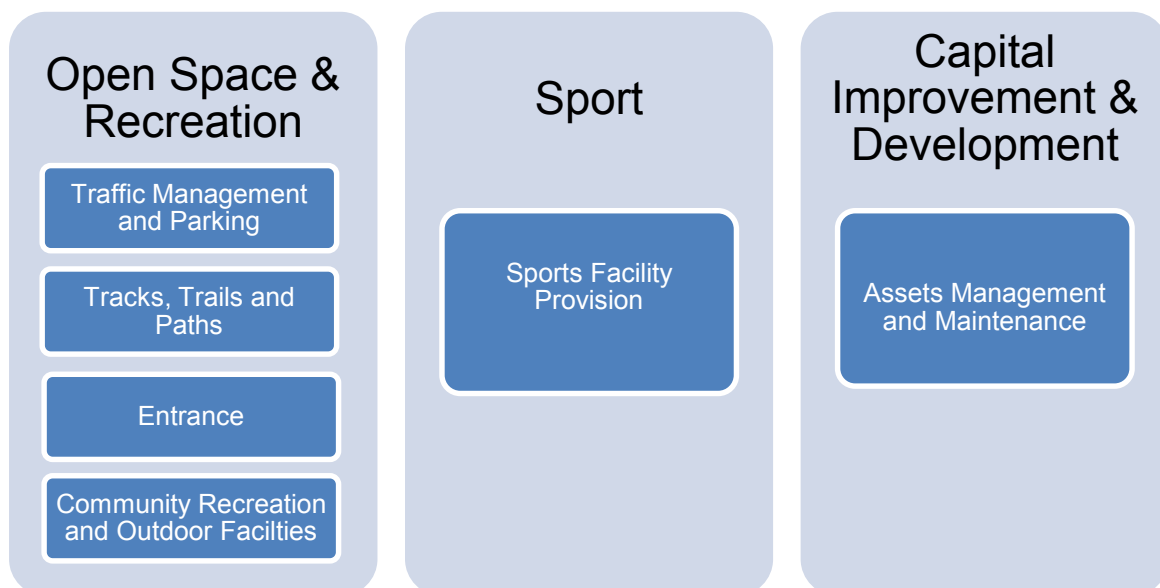 Open Space &
Recreation
Traffic Management
and Parking
Tracks, Trails and
Paths
Entrance
Community Recreation
and Outdoor Facilties
Sport
Sports Facility
Provision
Capital
Improvement &
Development
Assets Management
and Maintenance